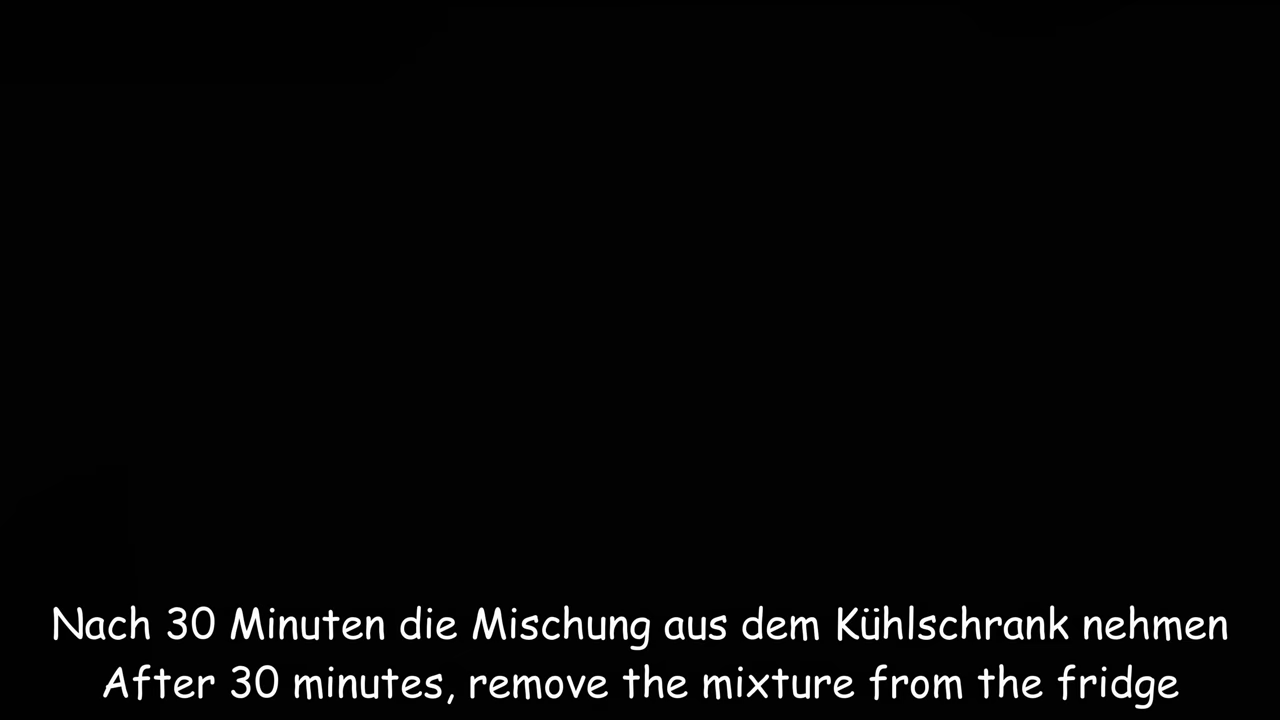 Nach 30 Minuten die Mischung aus dem Kühlschrank nehmen
After 30 minutes, remove the mixture from the fridge